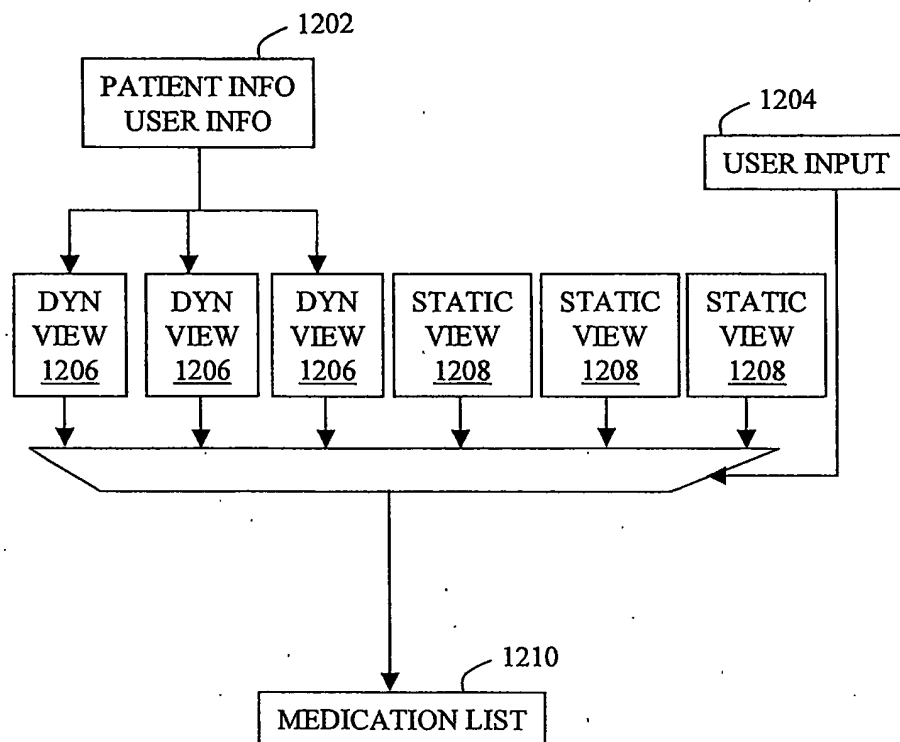 1202
PATIENT INFO
USER INFO
1204
USER INPUT
DYN
VIEW
1206
DYN
VIEW
1206
DYN
VIEW
1206
STATIC
VIEW
1208
STATIC
VIEW
1208
STATIC
VIEW
1208
1210
MEDICATION LIST